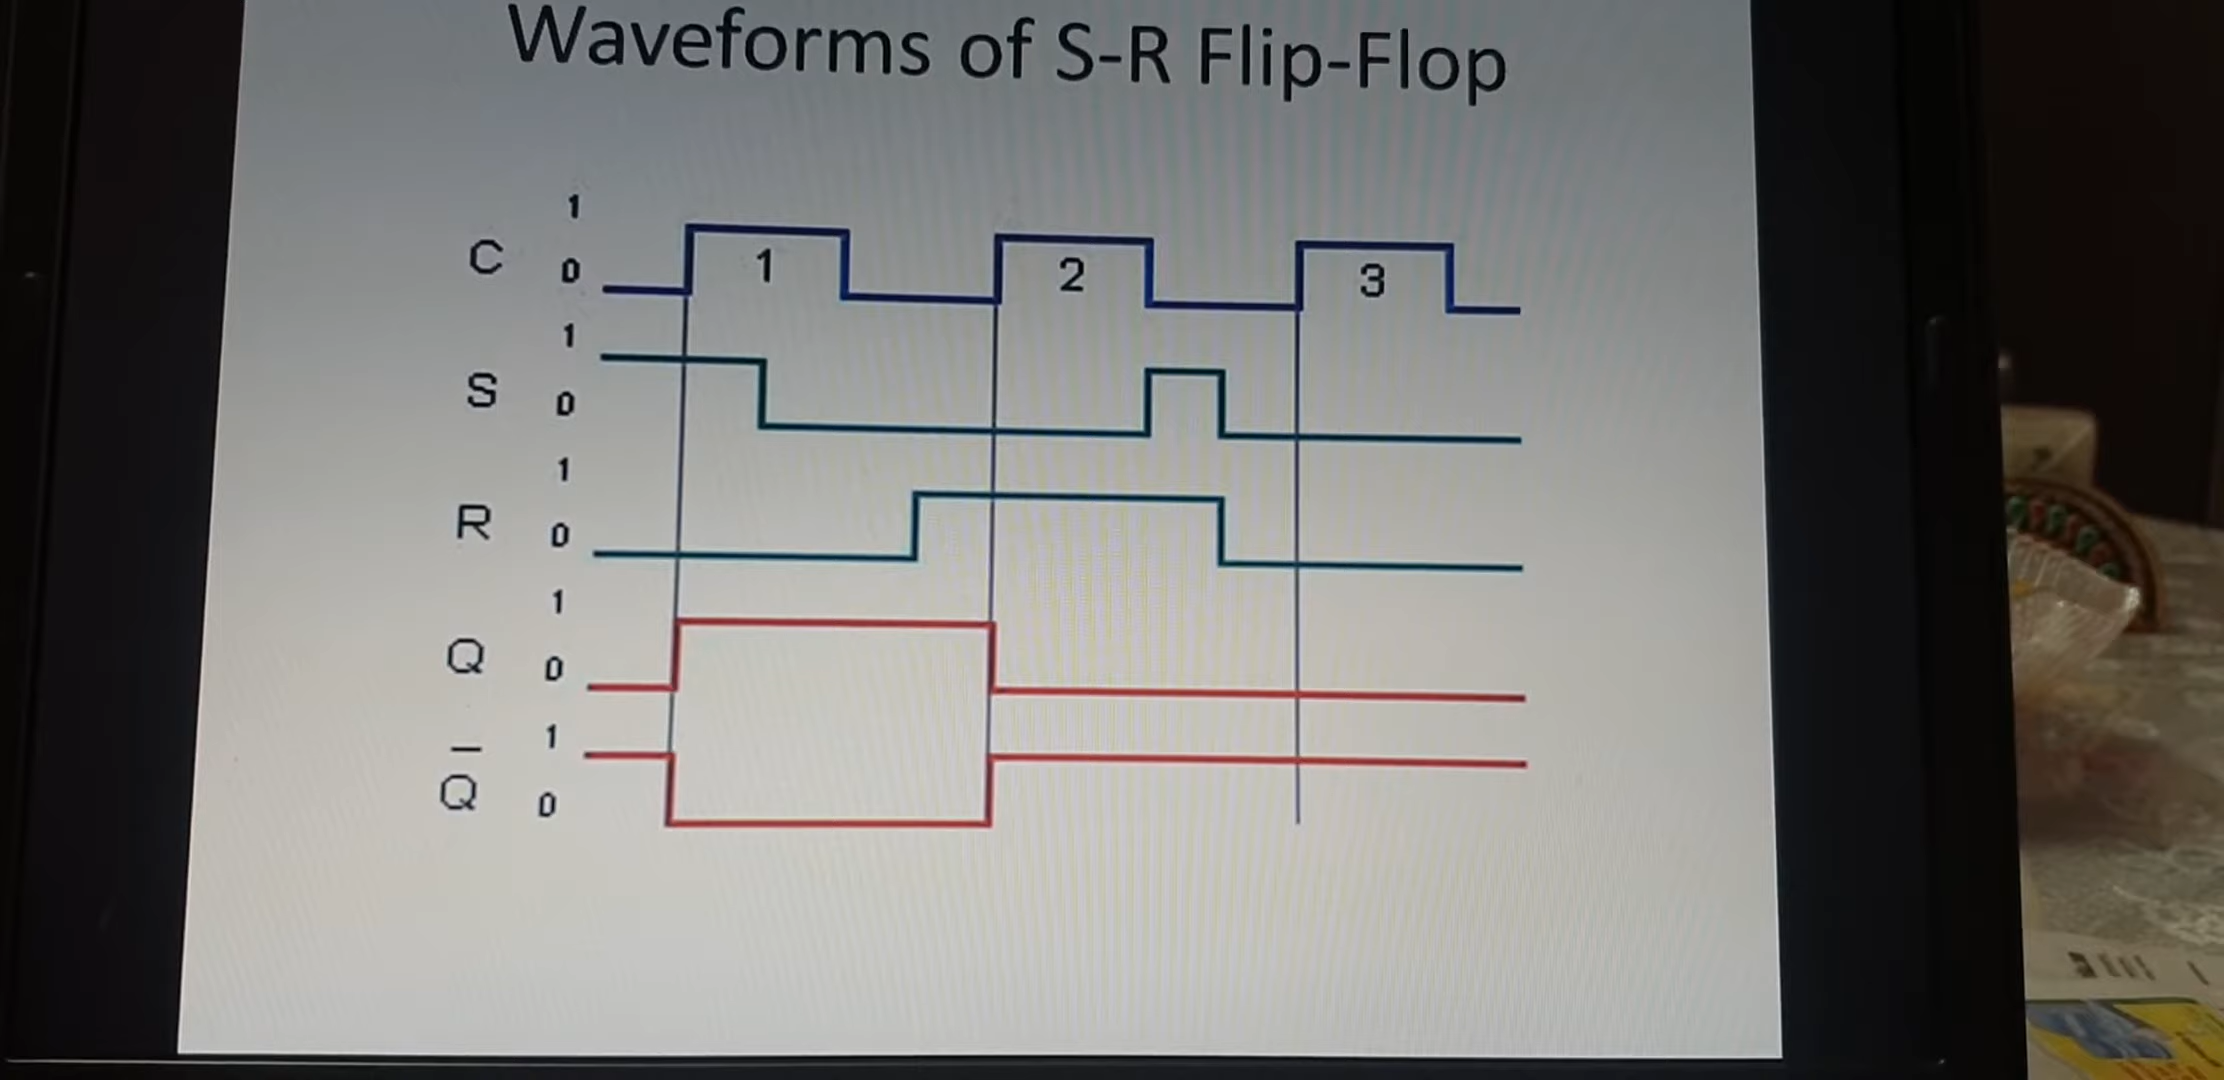 Waveforms of S-R Flip-Flop
1
C 0 1 2 3
1
S 0
1
R 0
1
Q 0
1
Q̅ 0